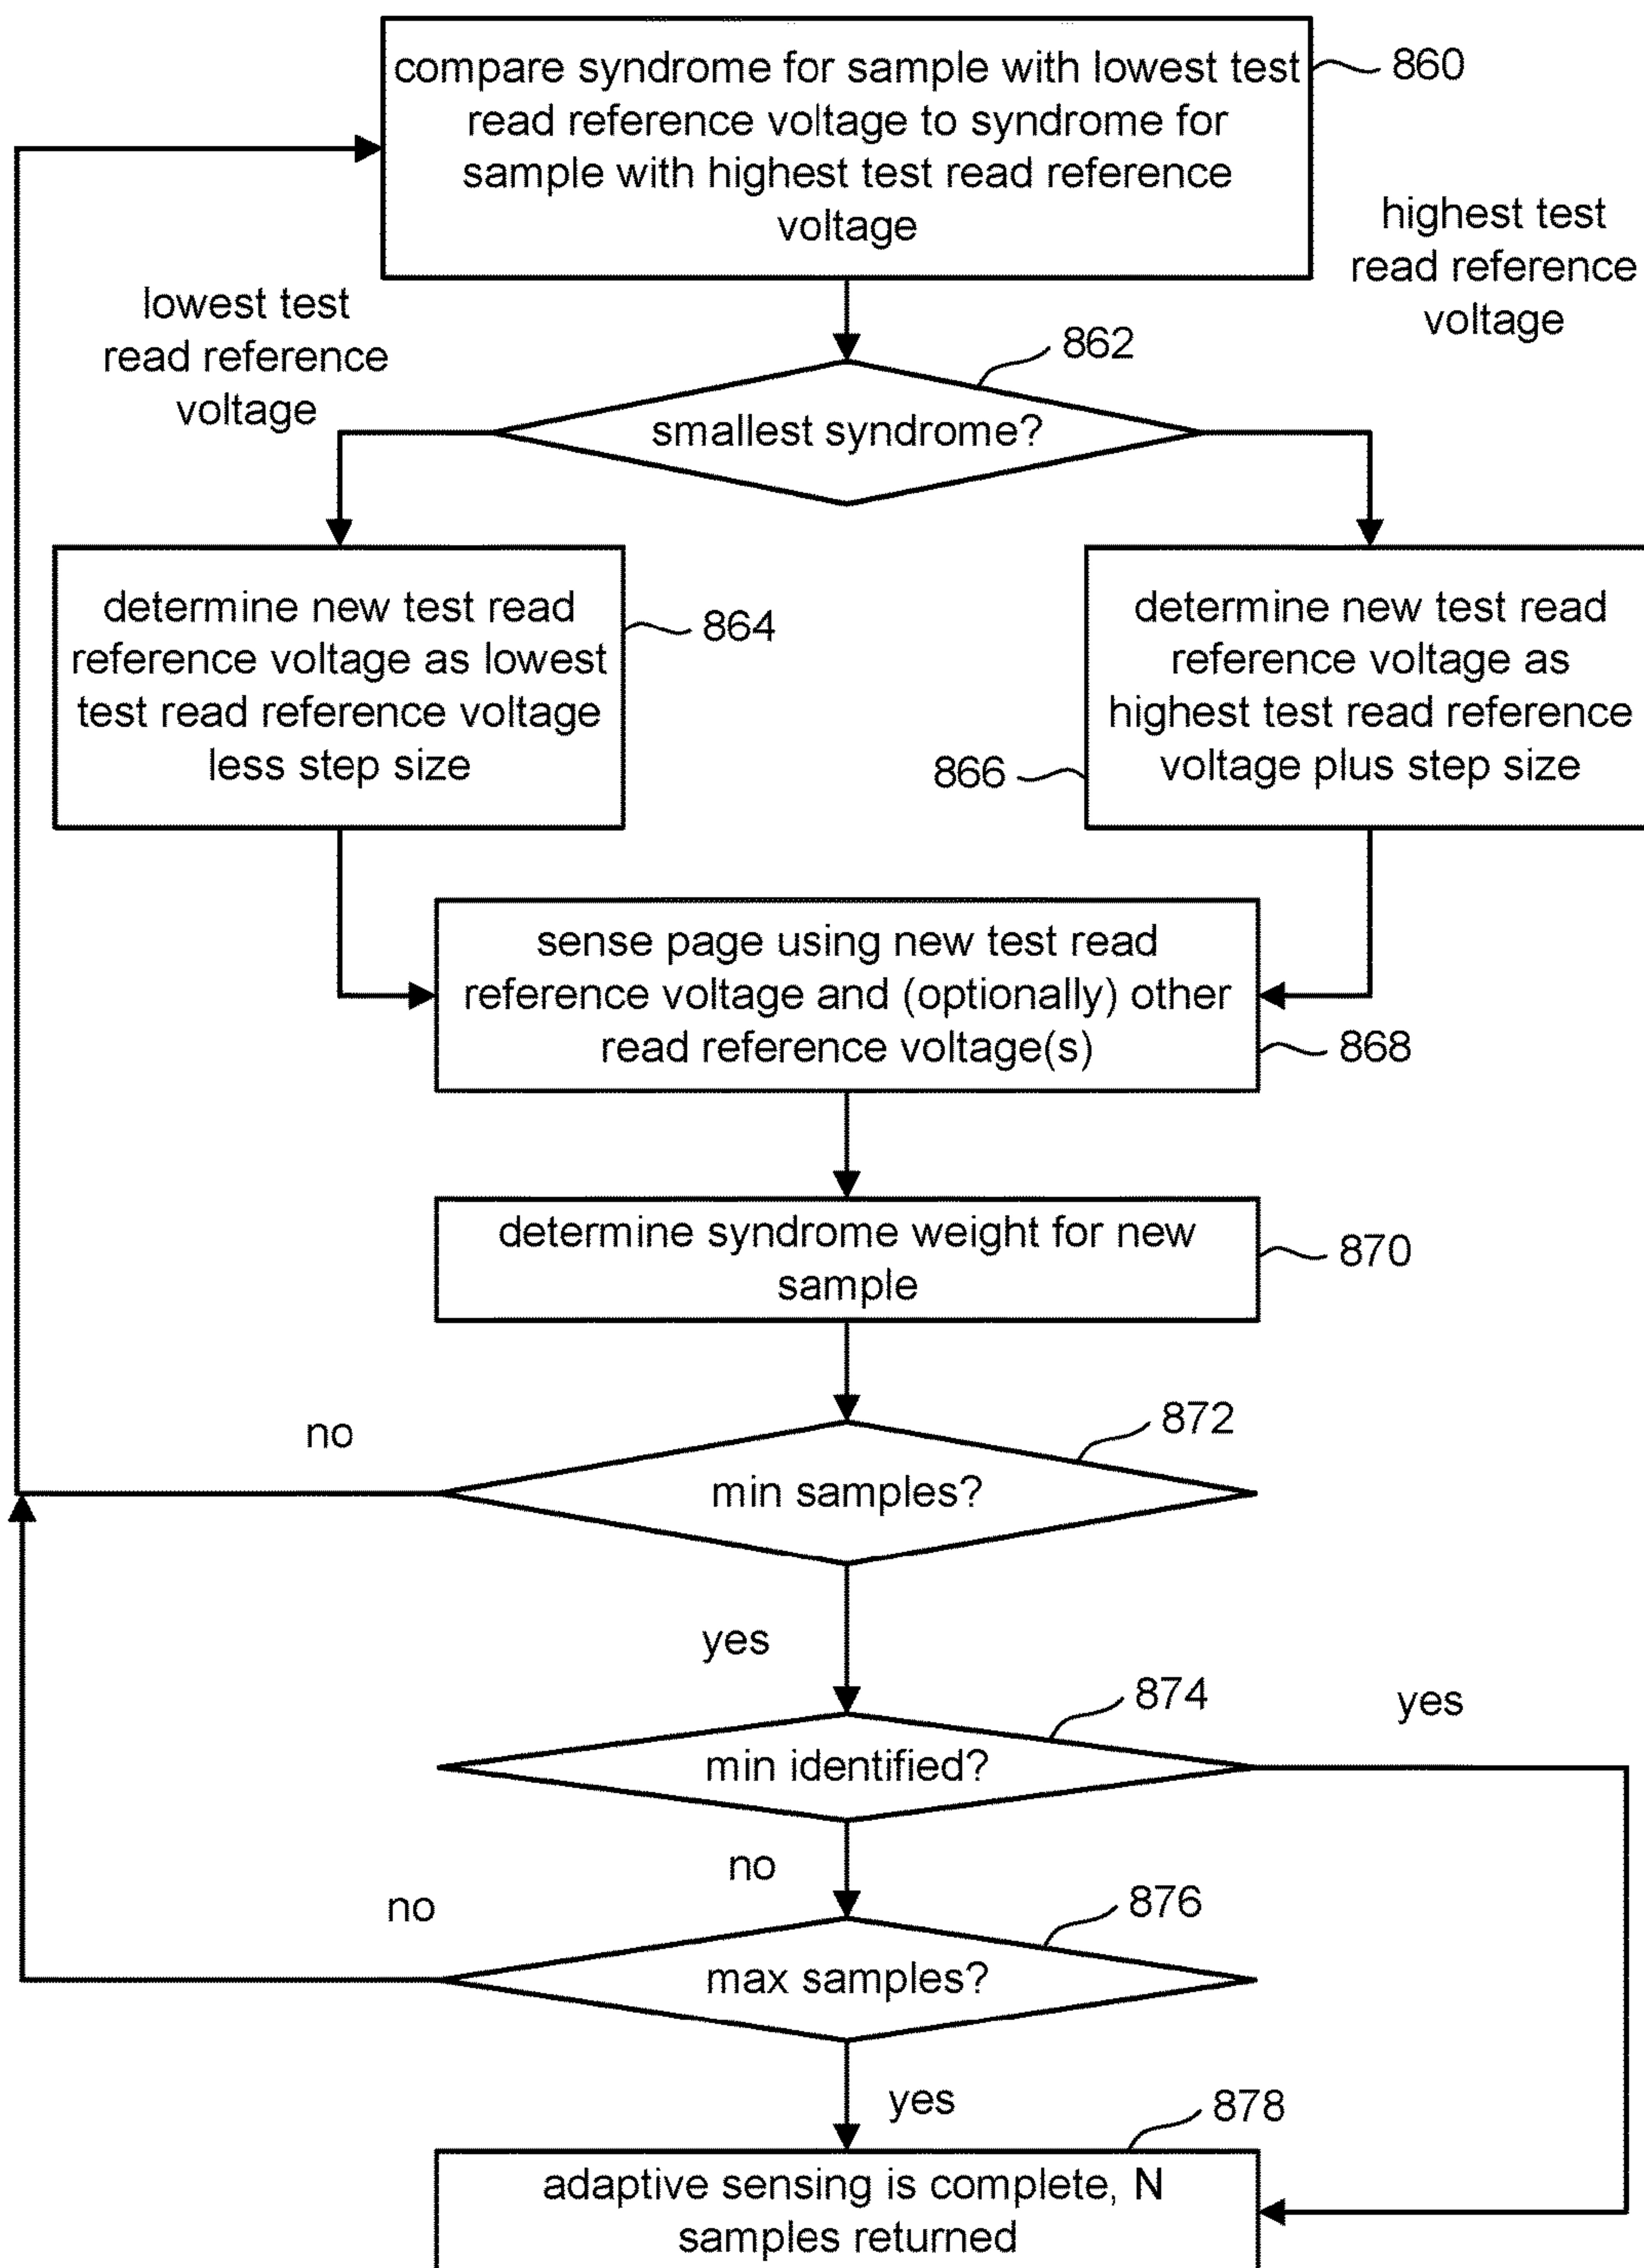 compare syndrome for sample with lowest test
read reference voltage to syndrome for
sample with highest test read reference
voltage
860
highest test
read reference
voltage
lowest test
read reference
voltage
862
smallest syndrome?
determine new test read
reference voltage as lowest
test read reference voltage
less step size
864
determine new test read
reference voltage as
highest test read reference
voltage plus step size
866
sense page using new test read
reference voltage and (optionally) other
read reference voltage(s)
868
determine syndrome weight for new
sample
870
872
no
min samples?
yes
874
yes
min identified?
no
876
no
max samples?
yes
878
adaptive sensing is complete, N
samples returned